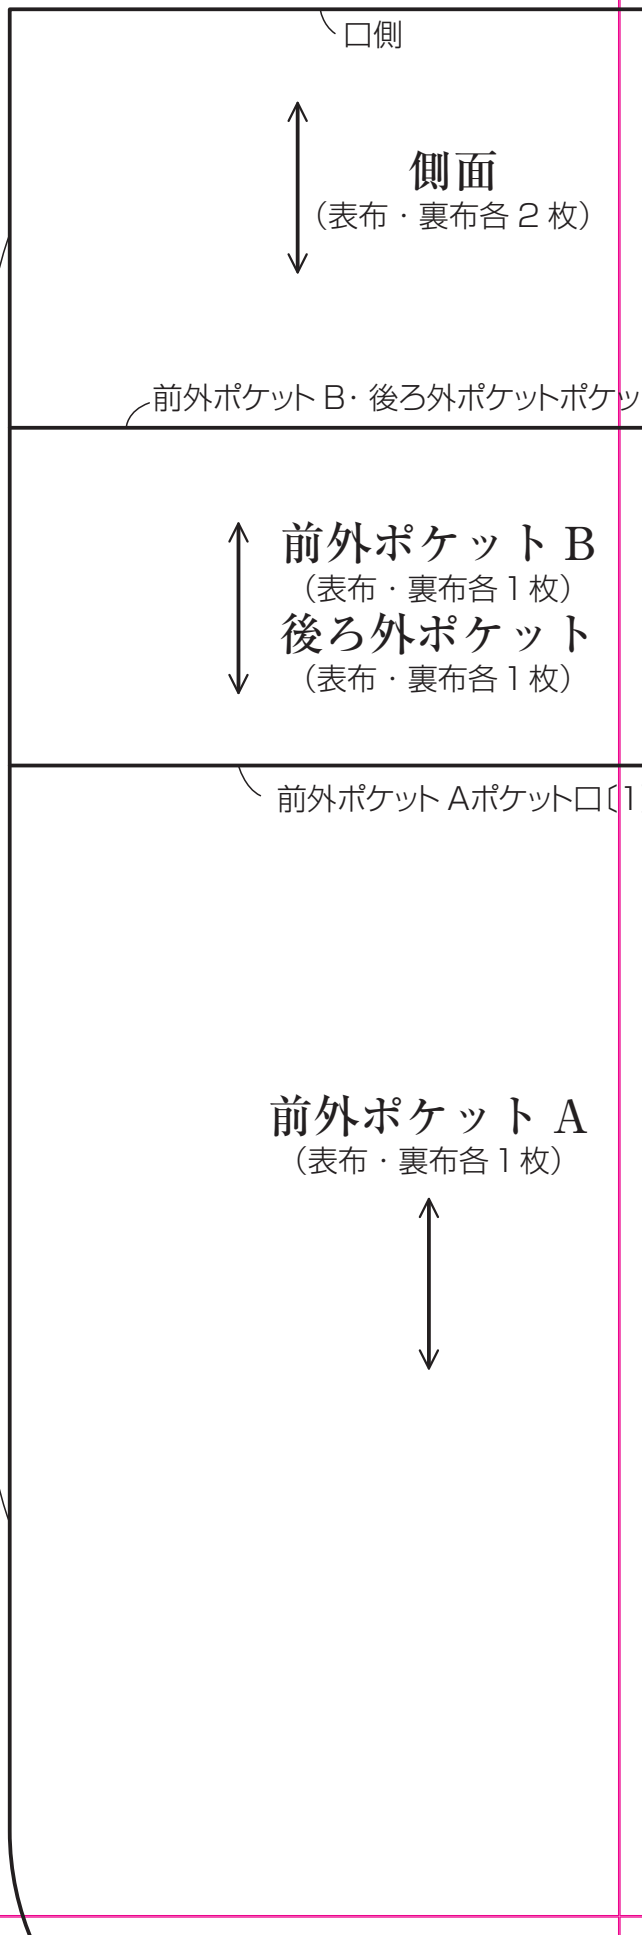 口側
側面
（表布・裏布各２枚）
前外ポケットＢ・後ろ外ポケットポケッ
前外ポケットＢ
（表布・裏布各１枚）
後ろ外ポケット
（表布・裏布各１枚）
前外ポケットＡポケット口〔１
前外ポケットＡ
（表布・裏布各１枚）